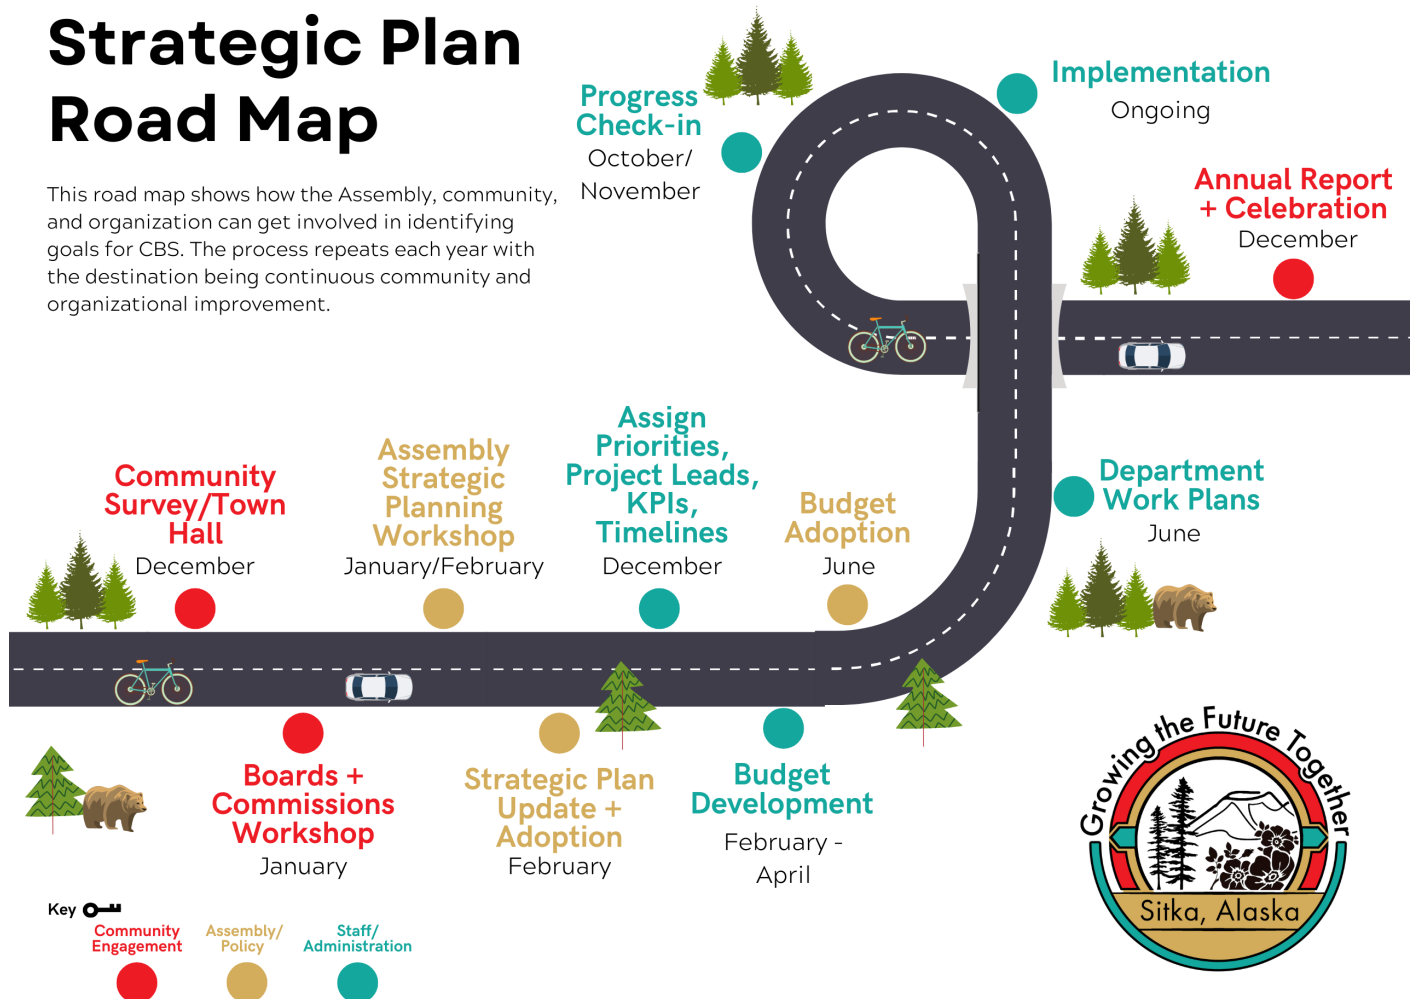 Strategic Plan
Road Map
This road map shows how the Assembly, community,
and organization can get involved in identifying
goals for CBS. The process repeats each year with
the destination being continuous community and
organizational improvement.
Progress
Check-in
October/
November
Implementation
Ongoing
Annual Report
+ Celebration
December
Community
Survey/Town
Hall
December
Assembly
Strategic
Planning
Workshop
January/February
Assign
Priorities,
Project Leads,
KPIs,
Timelines
December
Budget
Adoption
June
Department
Work Plans
June
Boards +
Commissions
Workshop
January
Strategic Plan
Update +
Adoption
February
Budget
Development
February -
April
Growing the Future Together
Sitka, Alaska
Key
Community
Engagement
Assembly/
Policy
Staff/
Administration